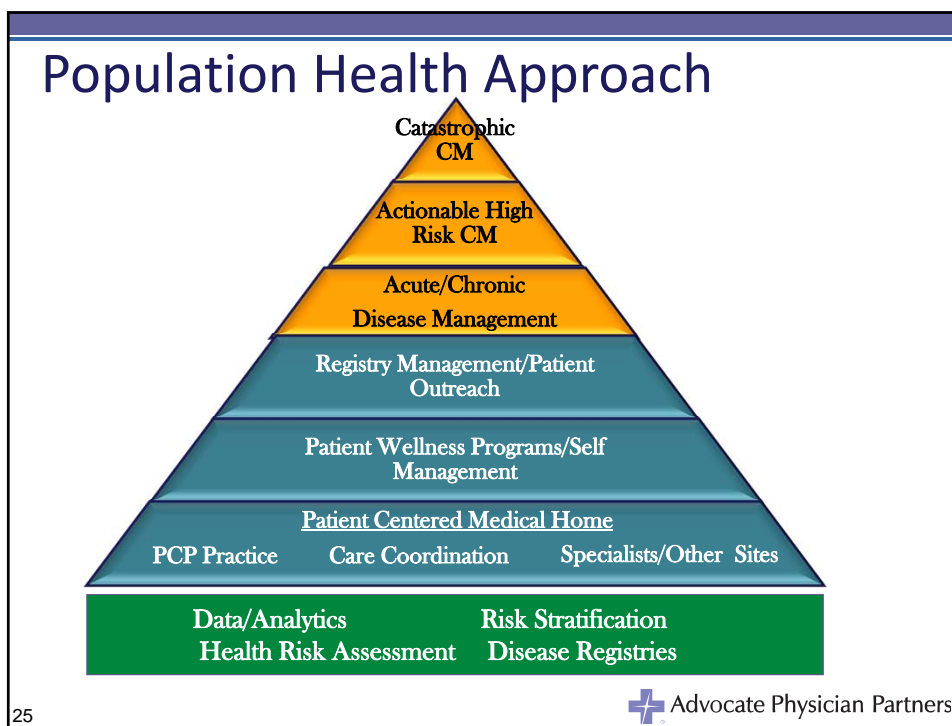 Population Health Approach
Catastrophic
CM
Actionable High
Risk CM
Acute/Chronic
Disease Management
Registry Management/Patient
Outreach
Patient Wellness Programs/Self
Management
Patient Centered Medical Home
PCP Practice Care Coordination Specialists/Other Sites
Data/Analytics Risk Stratification
Health Risk Assessment Disease Registries
25
Advocate Physician Partners